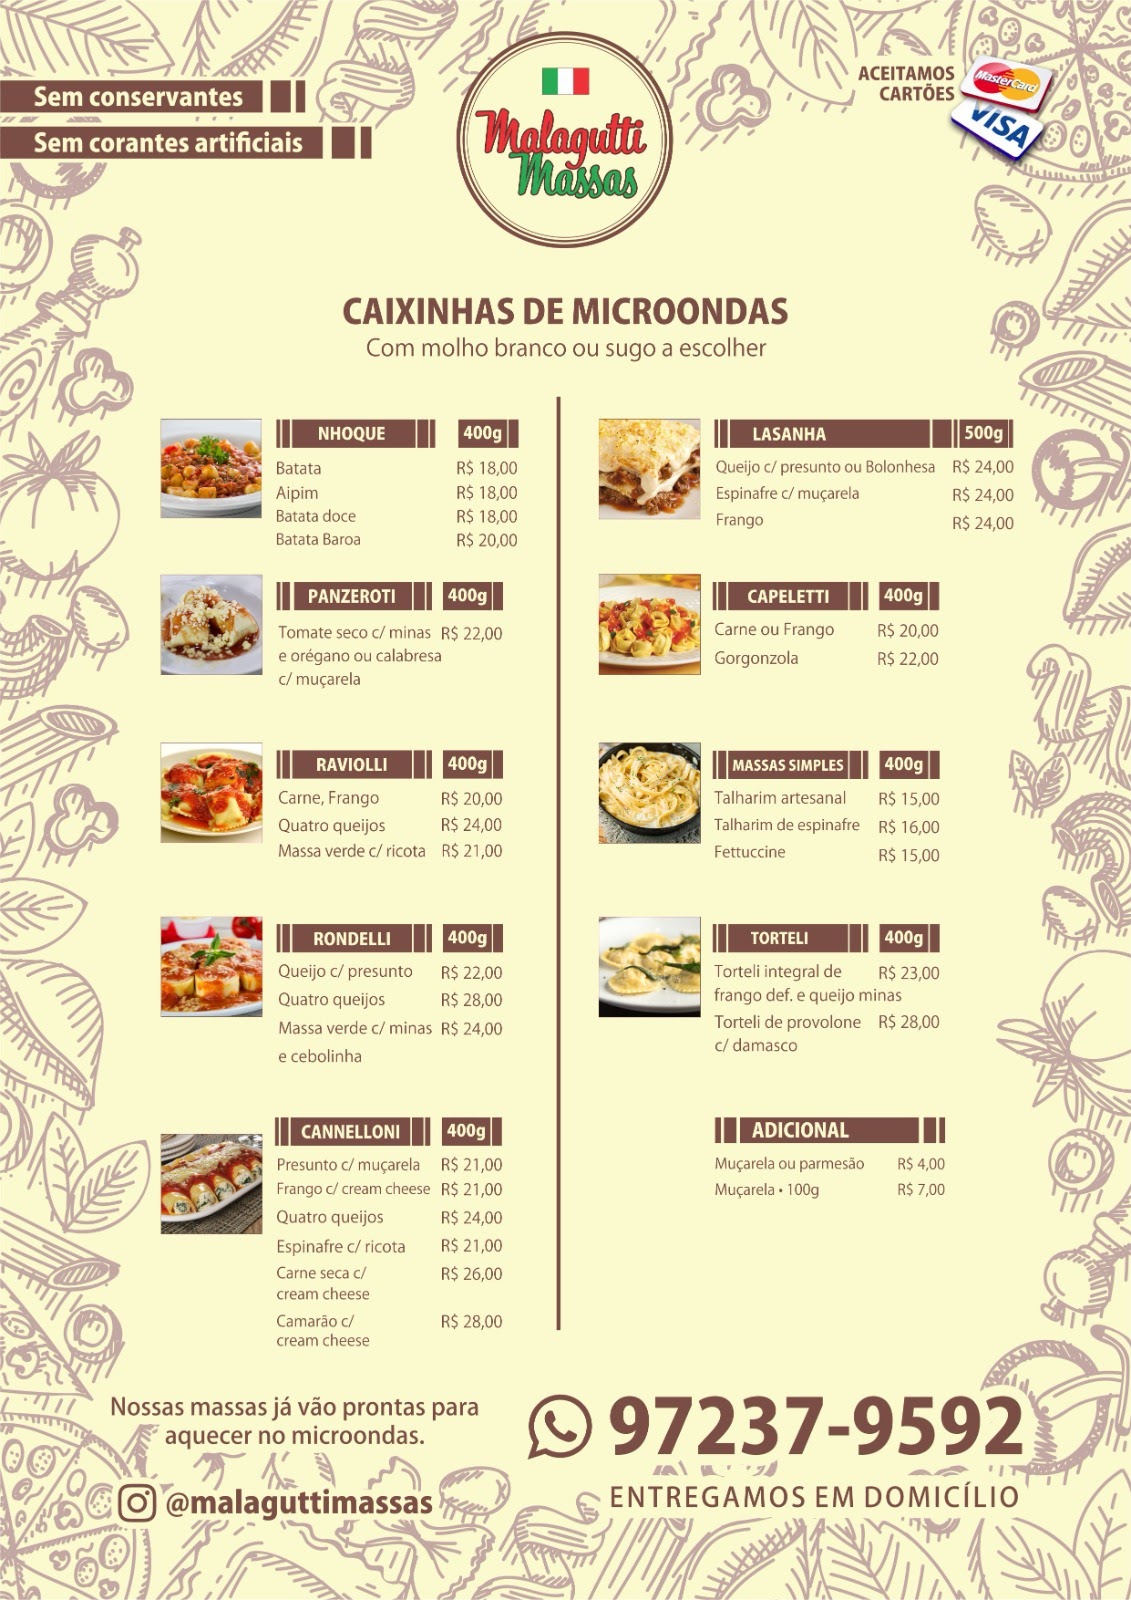 Sem conservantes
Sem corantes artificiais
Malagutti
Massas
ACEITAMOS
CARTÕES
MasterCard
VISA
CAIXINHAS DE MICROONDAS
Com molho branco ou sugo a escolher
NHOQUE 400g
Batata R$ 18,00
Aipim R$ 18,00
Batata doce R$ 18,00
Batata Baroa R$ 20,00
PANZEROTI 400g
Tomate seco c/ minas R$ 22,00
e orégano ou calabresa
c/ muçarela
RAVIOLLI 400g
Carne, Frango R$ 20,00
Quatro queijos R$ 24,00
Massa verde c/ ricota R$ 21,00
RONDELLI 400g
Queijo c/ presunto R$ 22,00
Quatro queijos R$ 28,00
Massa verde c/ minas R$ 24,00
e cebolinha
CANNELLONI 400g
Presunto c/ muçarela R$ 21,00
Frango c/ cream cheese R$ 21,00
Quatro queijos R$ 24,00
Espinafre c/ ricota R$ 21,00
Carne seca c/ R$ 26,00
cream cheese
Camarão c/ R$ 28,00
cream cheese
LASANHA 500g
Queijo c/ presunto ou Bolonhesa R$ 24,00
Espinafre c/ muçarela R$ 24,00
Frango R$ 24,00
CAPELETTI 400g
Carne ou Frango R$ 20,00
Gorgonzola R$ 22,00
MASSAS SIMPLES 400g
Talharim artesanal R$ 15,00
Talharim de espinafre R$ 16,00
Fettuccine R$ 15,00
TORTELI 400g
Torteli integral de R$ 23,00
frango def. e queijo minas
Torteli de provolone R$ 28,00
c/ damasco
ADICIONAL
Muçarela ou parmesão R$ 4,00
Muçarela • 100g R$ 7,00
Nossas massas já vão prontas para
aquecer no microondas.
@malaguttimassas
97237-9592
ENTREGAMOS EM DOMICÍLIO